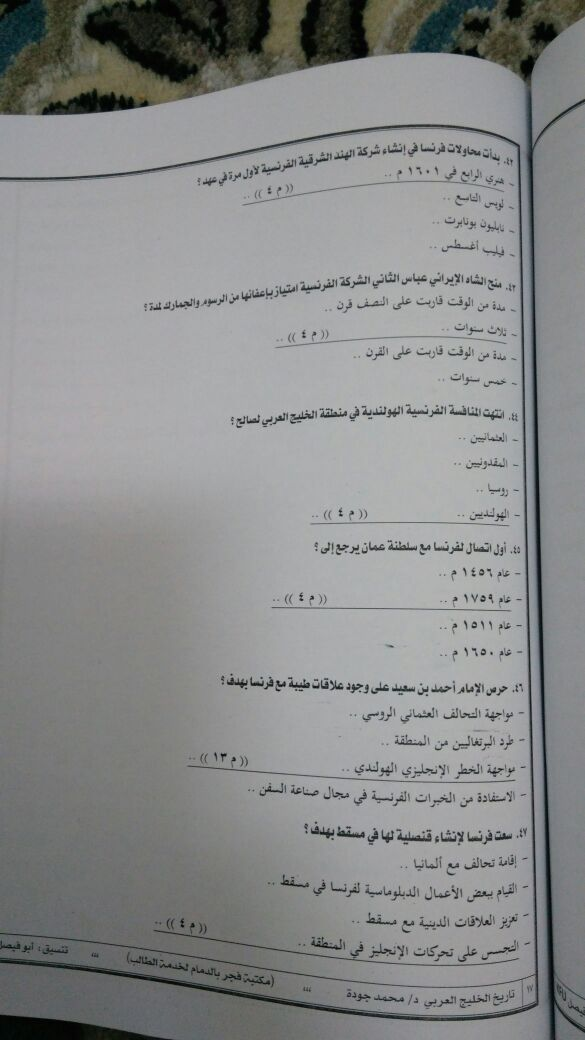 ٤٢. بدأت محاولات فرنسا في إنشاء شركة الهند الشرقية الفرنسية لأول مرة في عهد ؟
- هنري الرابع في ١٦٠١ م .. (( م ٤ )) ..
- لويس التاسع ..
- نابليون بونابرت ..
- فيليب أغسطس ..
٤٣. منح الشاه الإيراني عباس الثاني الشركة الفرنسية امتياز بإعفائها من الرسوم والجمارك لمدة ؟
- مدة من الوقت قاربت على النصف قرن ..
- ثلاث سنوات .. (( م ٤ )) ..
- مدة من الوقت قاربت على القرن ..
- خمس سنوات ..
٤٤. انتهت المنافسة الفرنسية الهولندية في منطقة الخليج العربي لصالح ؟
- العثمانيين ..
- المقدونيين ..
- روسيا ..
- الهولنديين .. (( م ٤ )) ..
٤٥. أول اتصال لفرنسا مع سلطنة عمان يرجع إلى ؟
- عام ١٤٥٦ م ..
- عام ١٧٥٩ م .. (( م ٤ )) ..
- عام ١٥١١ م ..
- عام ١٦٥٠ م ..
٤٦. حرص الإمام أحمد بن سعيد على وجود علاقات طيبة مع فرنسا بهدف ؟
- مواجهة التحالف العثماني الروسي ..
- طرد البرتغاليين من المنطقة ..
- مواجهة الخطر الإنجليزي الهولندي .. (( م ١٣ )) ..
- الاستفادة من الخبرات الفرنسية في مجال صناعة السفن ..
٤٧. سعت فرنسا لإنشاء قنصلية لها في مسقط بهدف ؟
- إقامة تحالف مع ألمانيا ..
- القيام ببعض الأعمال الدبلوماسية لفرنسا في مسقط ..
- تعزيز العلاقات الدينية مع مسقط ..
- التجسس على تحركات الإنجليز في المنطقة .. (( م ٤ )) ..
١٧ تاريخ الخليج العربي د/ محمد جودة ،،، (مكتبة فجر بالدمام لخدمة الطالب) ،،، تنسيق : أبو فيصل